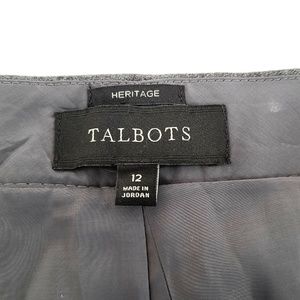 HERITAGE
TALBOTS
12
MADE IN
JORDAN